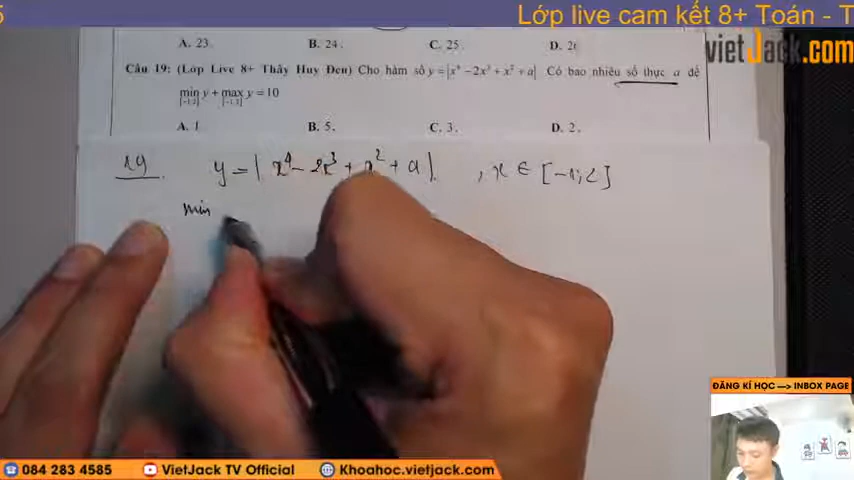 5
Lớp live cam kết 8+ Toán - T
vietJack.com
A. 23.
B. 24.
C. 25.
D. 26
Câu 19: (Lớp Live 8+ Thầy Huy Đen) Cho hàm số y = |x⁴ − 2x³ + x² + a| Có bao nhiêu số thực a để
min y + max y = 10
[-1;2] [-1;2]
A. 1
B. 5.
C. 3.
D. 2.
19. y = | x⁴ − 2x³ + x² + a | , x ∈ [−1; 2]
min
ĐĂNG KÍ HỌC --> INBOX PAGE
084 283 4585 VietJack TV Official Khoahoc.vietjack.com